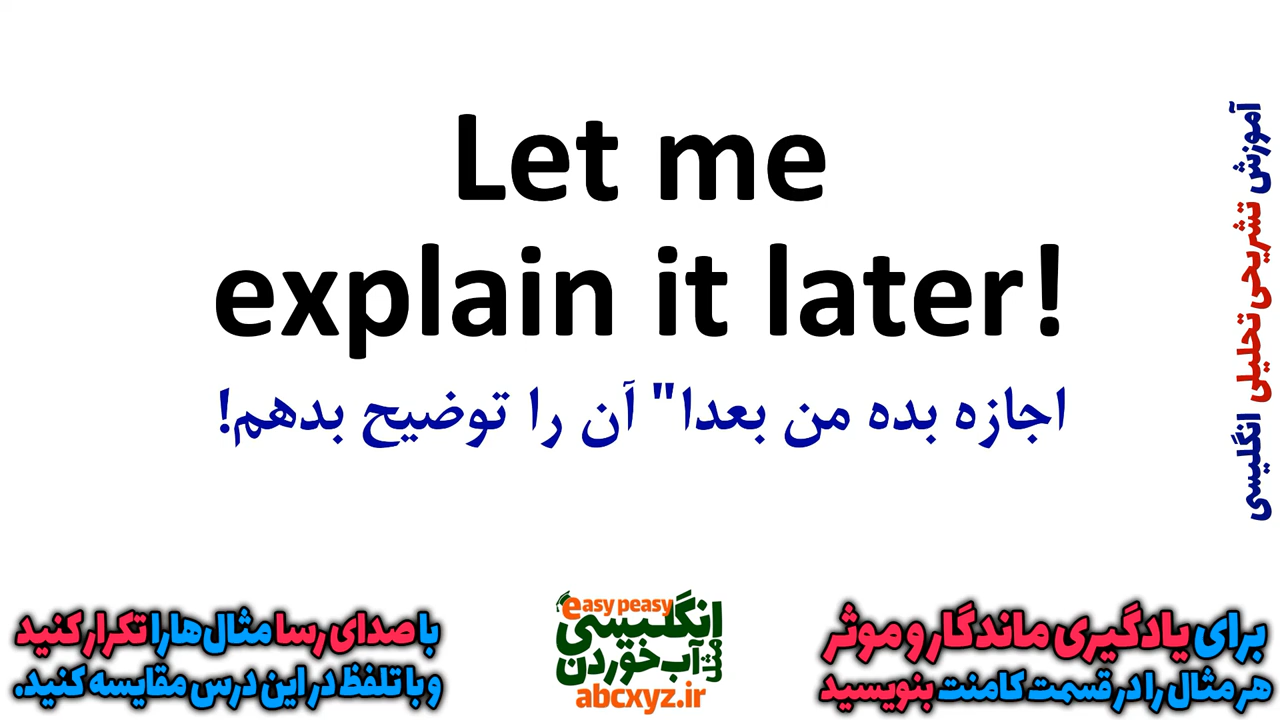 Let me
explain it later!
اجازه بده من بعدا" آن را توضیح بدهم!
آموزش تشریحی تحلیلی انگلیسی
برای یادگیری ماندگار و موثر
هر مثال را در قسمت کامنت بنویسید
easy peasy
انگلیسی
مثل
آب خوردن
abcxyz.ir
با صدای رسا مثال‌ها را تکرار کنید
و با تلفظ در این درس مقایسه کنید.